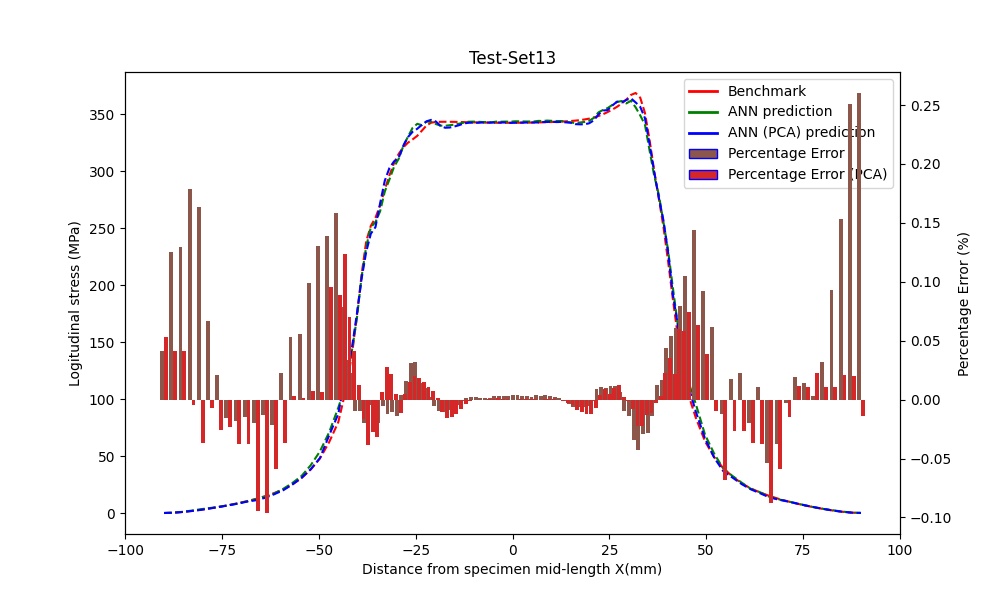 Test-Set13
Benchmark
ANN prediction
ANN (PCA) prediction
Percentage Error
Percentage Error (PCA)
Logitudinal stress (MPa)
350
300
250
200
150
100
50
0
Percentage Error (%)
0.25
0.20
0.15
0.10
0.05
0.00
−0.05
−0.10
−100 −75 −50 −25 0 25 50 75 100
Distance from specimen mid-length X(mm)